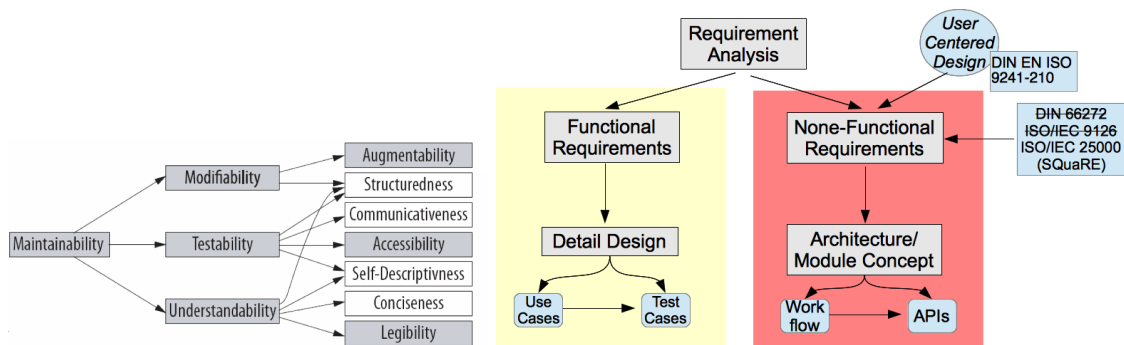 Maintainability
Modifiability
Testability
Understandability
Augmentability
Structuredness
Communicativeness
Accessibility
Self-Descriptivness
Conciseness
Legibility
Requirement
Analysis
User
Centered
Design
DIN EN ISO
9241-210
Functional
Requirements
None-Functional
Requirements
DIN 66272
ISO/IEC 9126
ISO/IEC 25000
(SQuaRE)
Detail Design
Architecture/
Module Concept
Use
Cases
Test
Cases
Work
flow
APIs